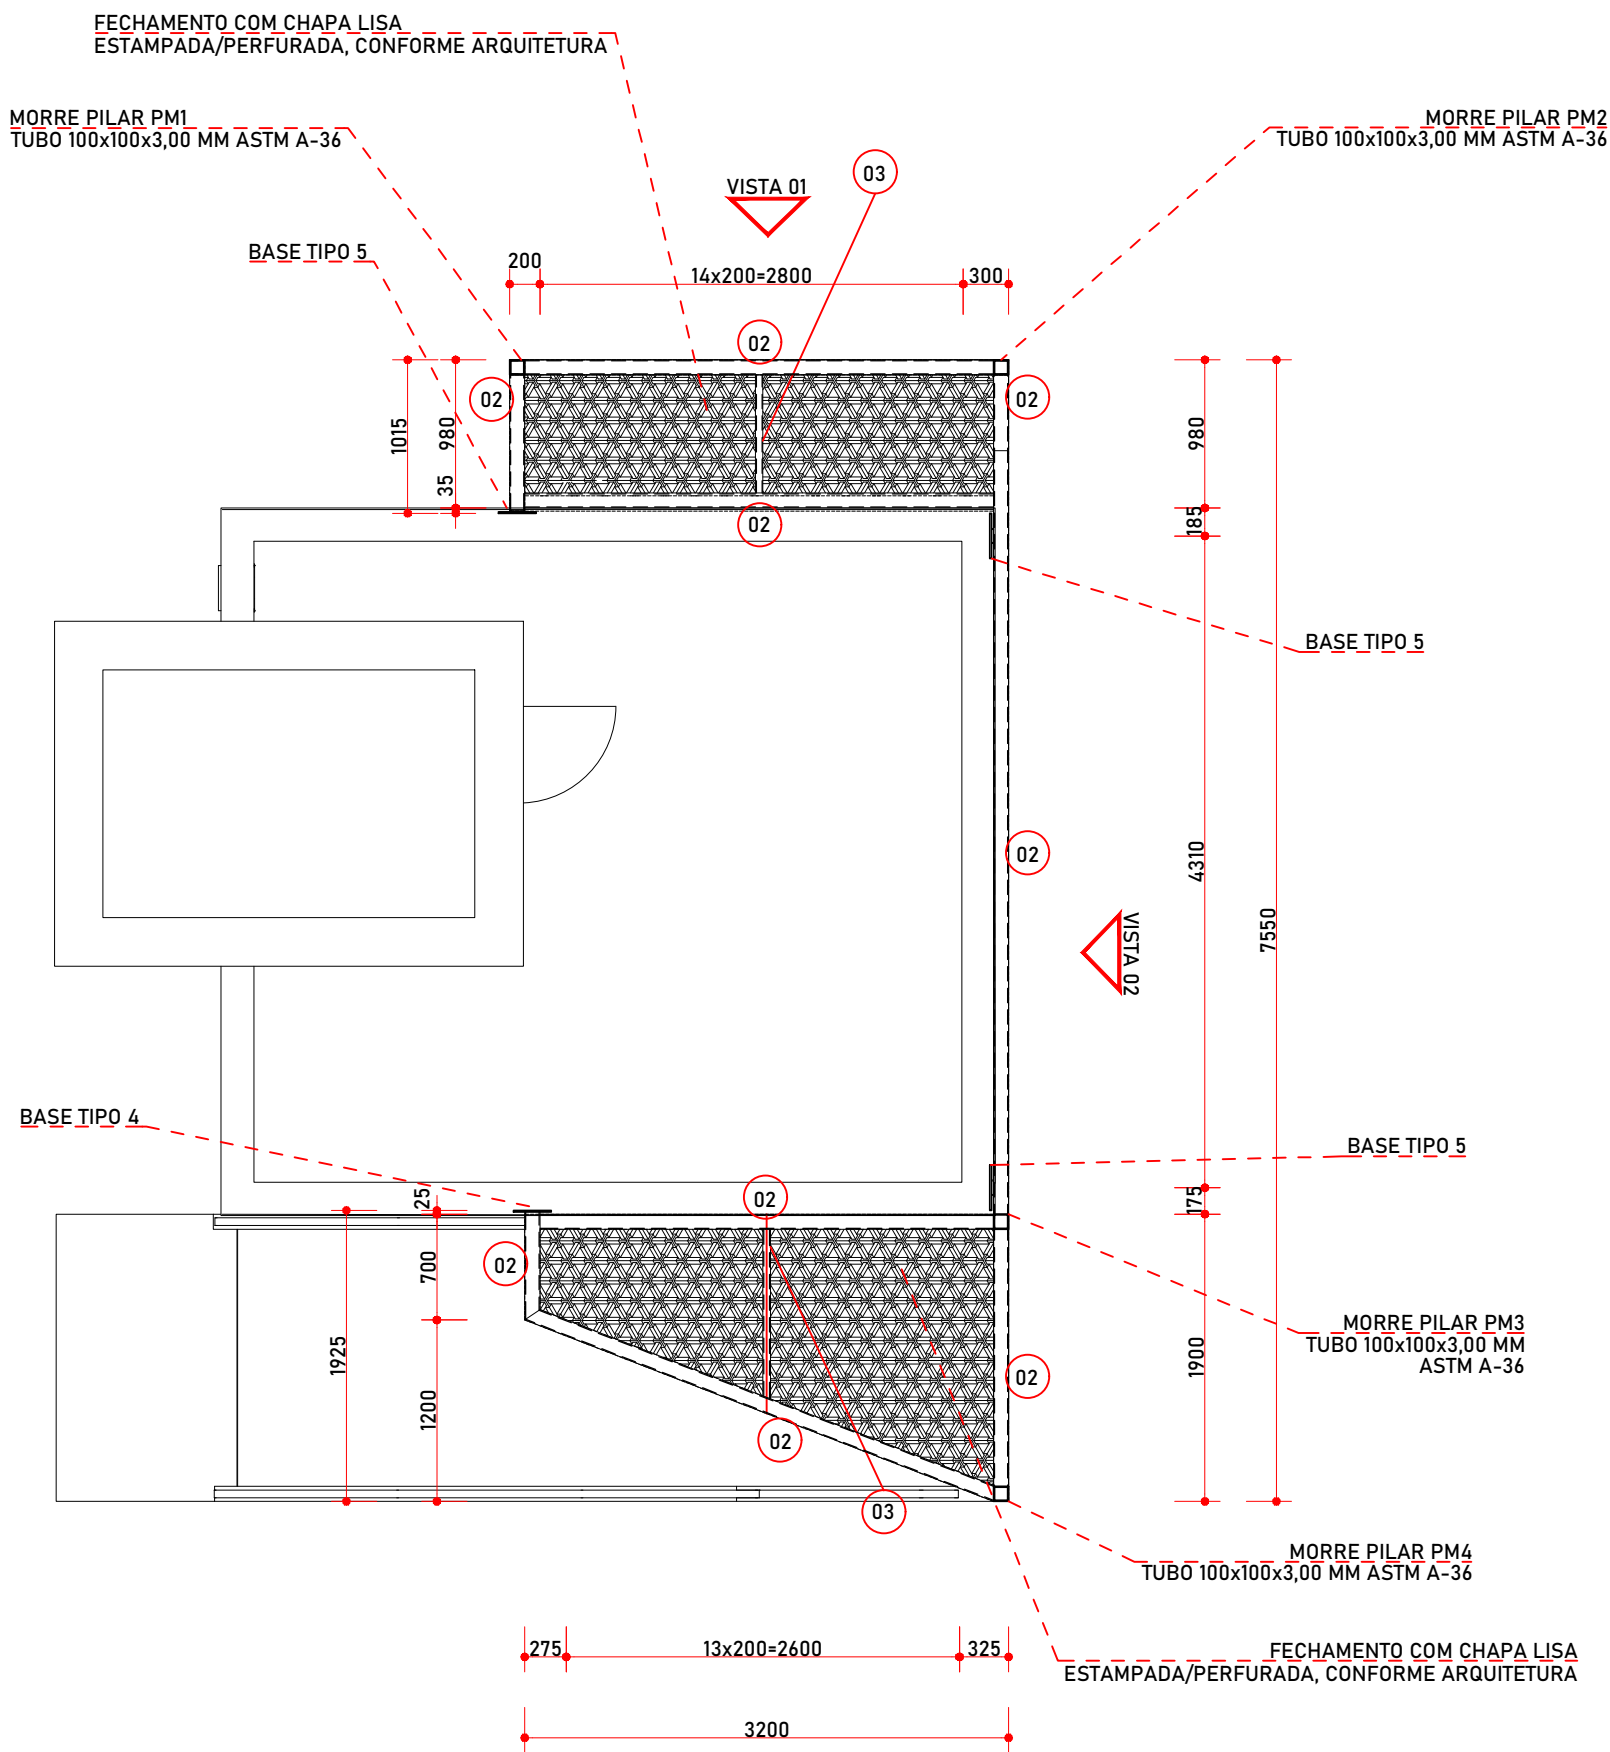 FECHAMENTO COM CHAPA LISA
ESTAMPADA/PERFURADA, CONFORME ARQUITETURA
MORRE PILAR PM1
TUBO 100x100x3,00 MM ASTM A-36
MORRE PILAR PM2
TUBO 100x100x3,00 MM ASTM A-36
03
VISTA 01
BASE TIPO 5
200
14x200=2800
300
02
02
02
1015
980
35
980
185
02
BASE TIPO 5
02
4310
7550
VISTA 02
BASE TIPO 4
BASE TIPO 5
25
02
175
700
02
1925
1200
MORRE PILAR PM3
TUBO 100x100x3,00 MM
ASTM A-36
1900
02
02
03
MORRE PILAR PM4
TUBO 100x100x3,00 MM ASTM A-36
275
13x200=2600
325
FECHAMENTO COM CHAPA LISA
ESTAMPADA/PERFURADA, CONFORME ARQUITETURA
3200